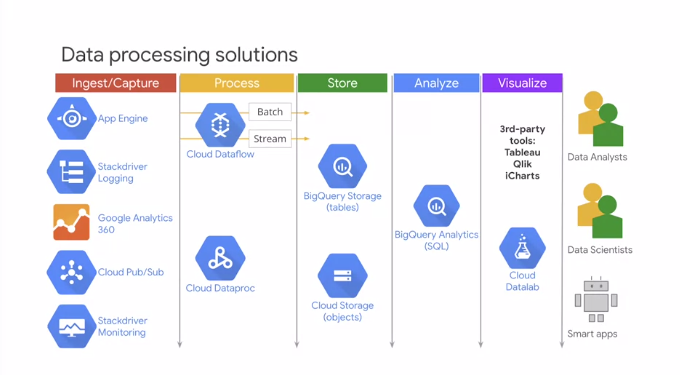 Data processing solutions
Ingest/Capture
Process
Store
Analyze
Visualize
App Engine
Stackdriver
Logging
Google Analytics
360
Cloud Pub/Sub
Stackdriver
Monitoring
Batch
Stream
Cloud Dataflow
Cloud Dataproc
BigQuery Storage
(tables)
Cloud Storage
(objects)
BigQuery Analytics
(SQL)
3rd-party
tools:
Tableau
Qlik
iCharts
Cloud
Datalab
Data Analysts
Data Scientists
Smart apps